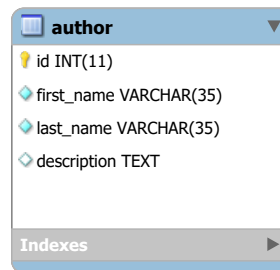 author
id INT(11)
first_name VARCHAR(35)
last_name VARCHAR(35)
description TEXT
Indexes